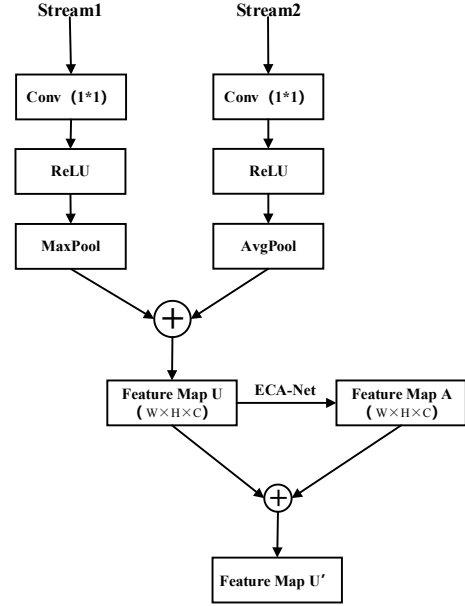 Stream1
Stream2
Conv（1*1）
Conv（1*1）
ReLU
ReLU
MaxPool
AvgPool
Feature Map U
（W×H×C）
ECA-Net
Feature Map A
（W×H×C）
Feature Map U′